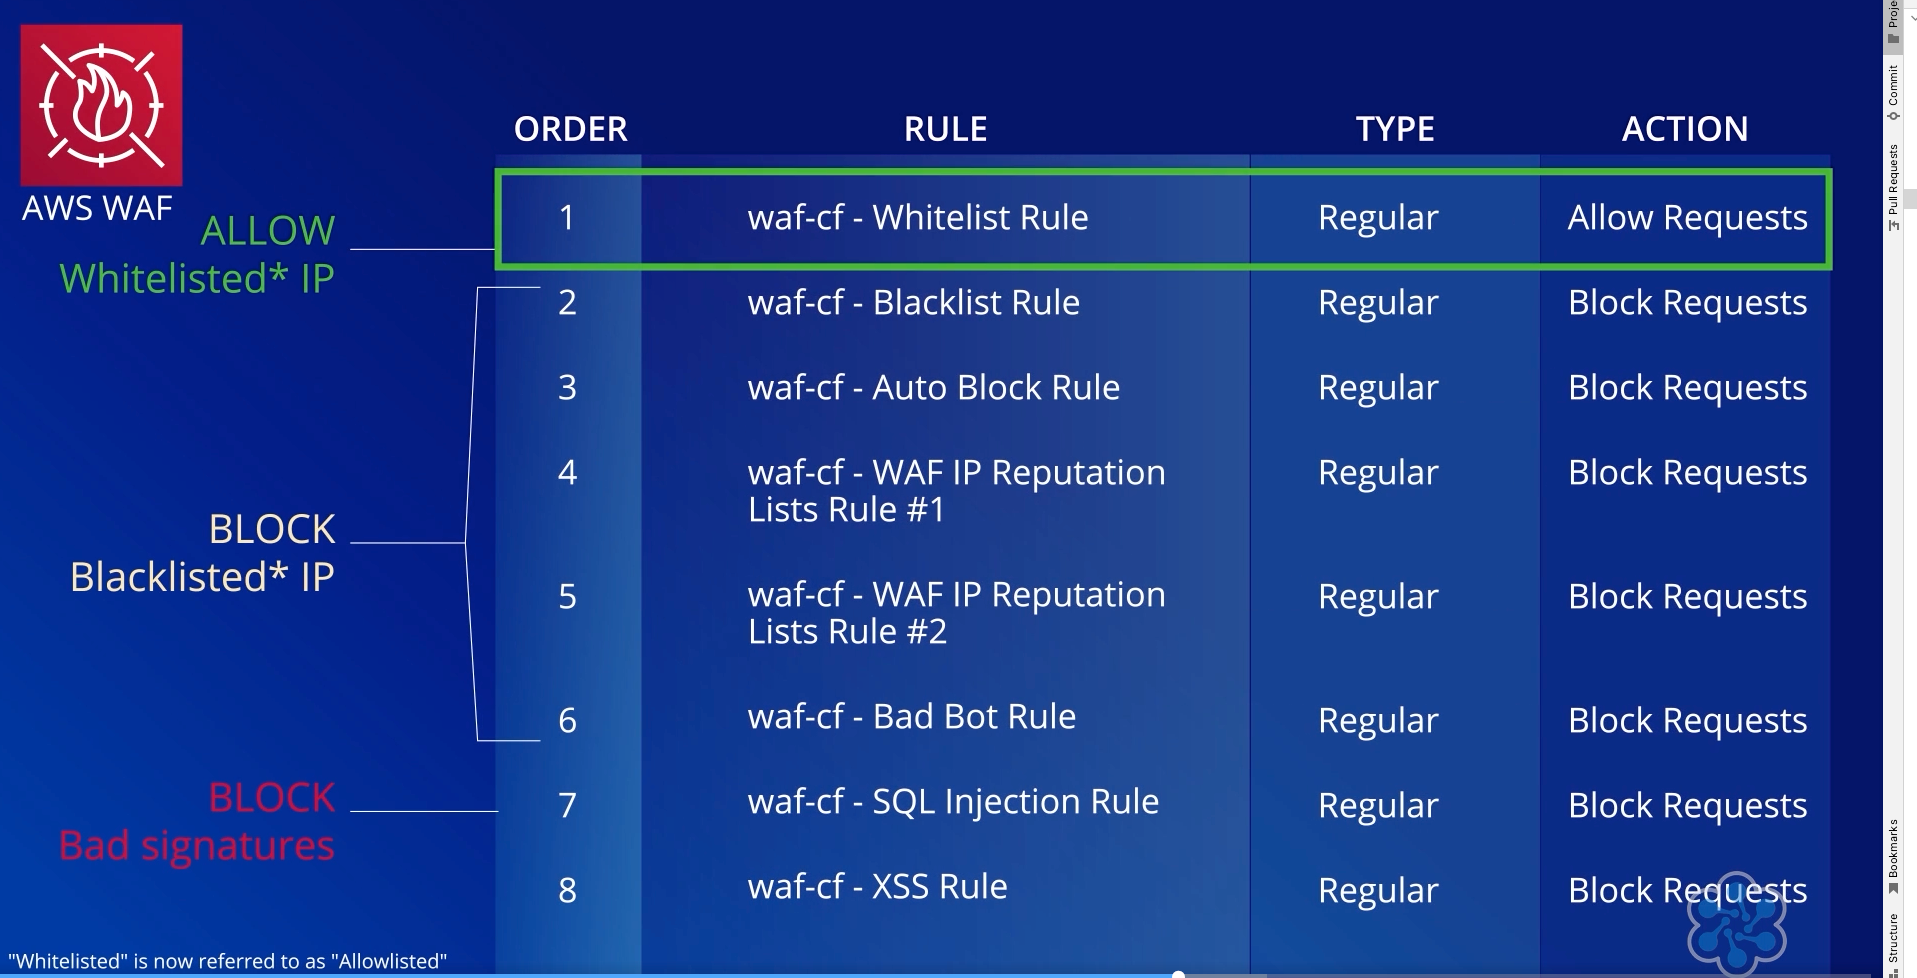 AWS WAF
ORDER RULE TYPE ACTION
ALLOW
Whitelisted* IP
1 waf-cf - Whitelist Rule Regular Allow Requests
2 waf-cf - Blacklist Rule Regular Block Requests
3 waf-cf - Auto Block Rule Regular Block Requests
4 waf-cf - WAF IP Reputation Regular Block Requests
Lists Rule #1
BLOCK
Blacklisted* IP
5 waf-cf - WAF IP Reputation Regular Block Requests
Lists Rule #2
6 waf-cf - Bad Bot Rule Regular Block Requests
BLOCK
Bad signatures
7 waf-cf - SQL Injection Rule Regular Block Requests
8 waf-cf - XSS Rule Regular Block Requests
"Whitelisted" is now referred to as "Allowlisted"
Proje
Commit
Pull Requests
Bookmarks
Structure